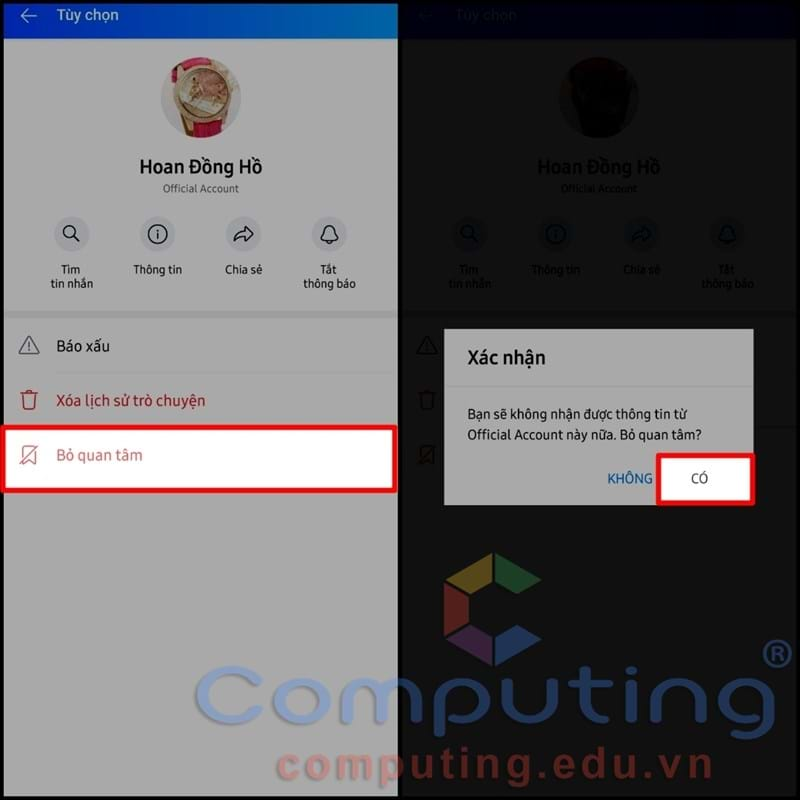 Tùy chọn
Hoan Đồng Hồ
Official Account
Tìm
tin nhắn
Thông tin
Chia sẻ
Tắt
thông báo
Báo xấu
Xóa lịch sử trò chuyện
Bỏ quan tâm
Tùy chọn
Hoan Đồng Hồ
Official Account
Tìm
tin nhắn
Thông tin
Chia sẻ
Tắt
thông báo
Xác nhận
Bạn sẽ không nhận được thông tin từ
Official Account này nữa. Bỏ quan tâm?
KHÔNG
CÓ
Computing®
computing.edu.vn